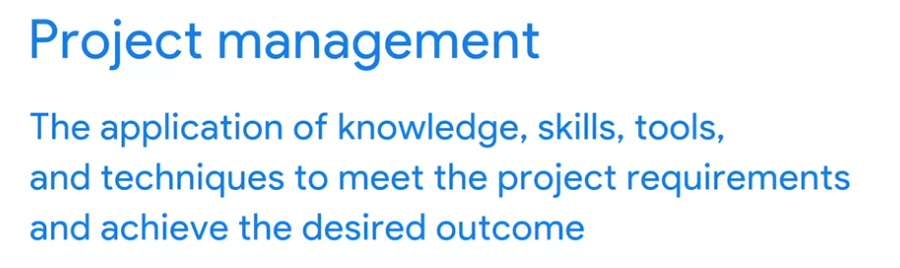 Project management
The application of knowledge, skills, tools,
and techniques to meet the project requirements
and achieve the desired outcome